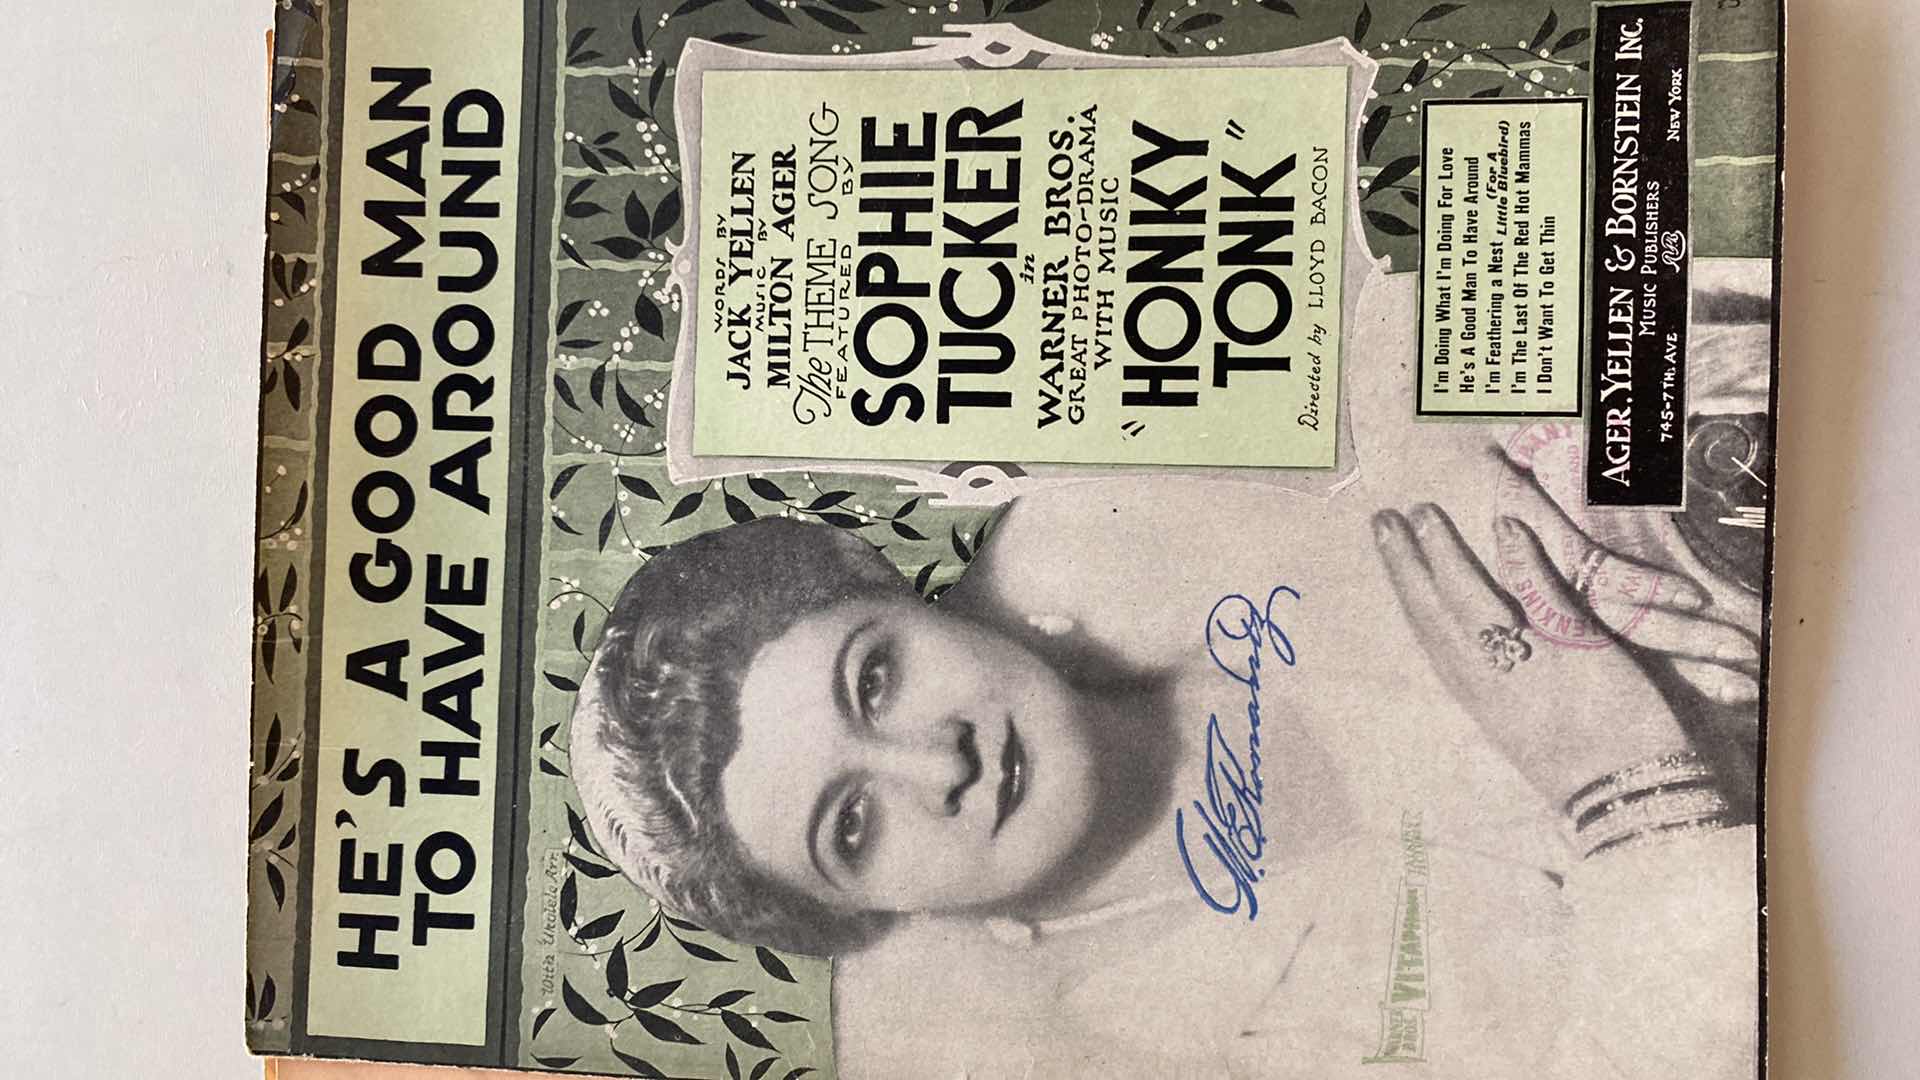 HE'S A GOOD MAN
TO HAVE AROUND
With Ukulele Arr.
WORDS BY
JACK YELLEN
MUSIC BY
MILTON AGER
The THEME SONG
FEATURED BY
SOPHIE
TUCKER
in
WARNER BROS.
GREAT PHOTO-DRAMA
WITH MUSIC
"HONKY
TONK"
Directed by LLOYD BACON
I'm Doing What I'm Doing For Love
He's A Good Man To Have Around
I'm Feathering a Nest (For A Little Bluebird)
I'm The Last Of The Red Hot Mammas
I Don't Want To Get Thin
AGER, YELLEN & BORNSTEIN INC.
MUSIC PUBLISHERS
745-7TH. AVE NEW YORK
VITAPHONE